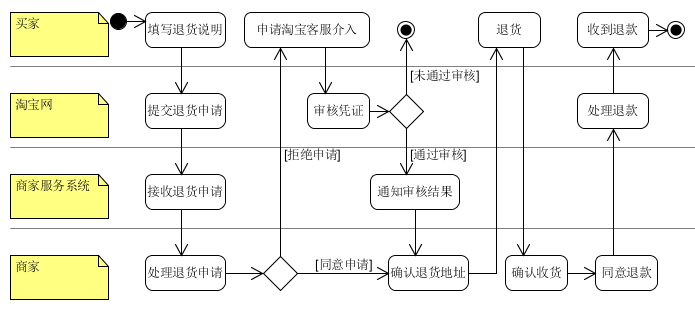 买家
填写退货说明
申请淘宝客服介入
退货
收到退款
[未通过审核]
淘宝网
提交退货申请
审核凭证
处理退款
[拒绝申请]
[通过审核]
商家服务系统
接收退货申请
通知审核结果
商家
处理退货申请
[同意申请]
确认退货地址
确认收货
同意退款